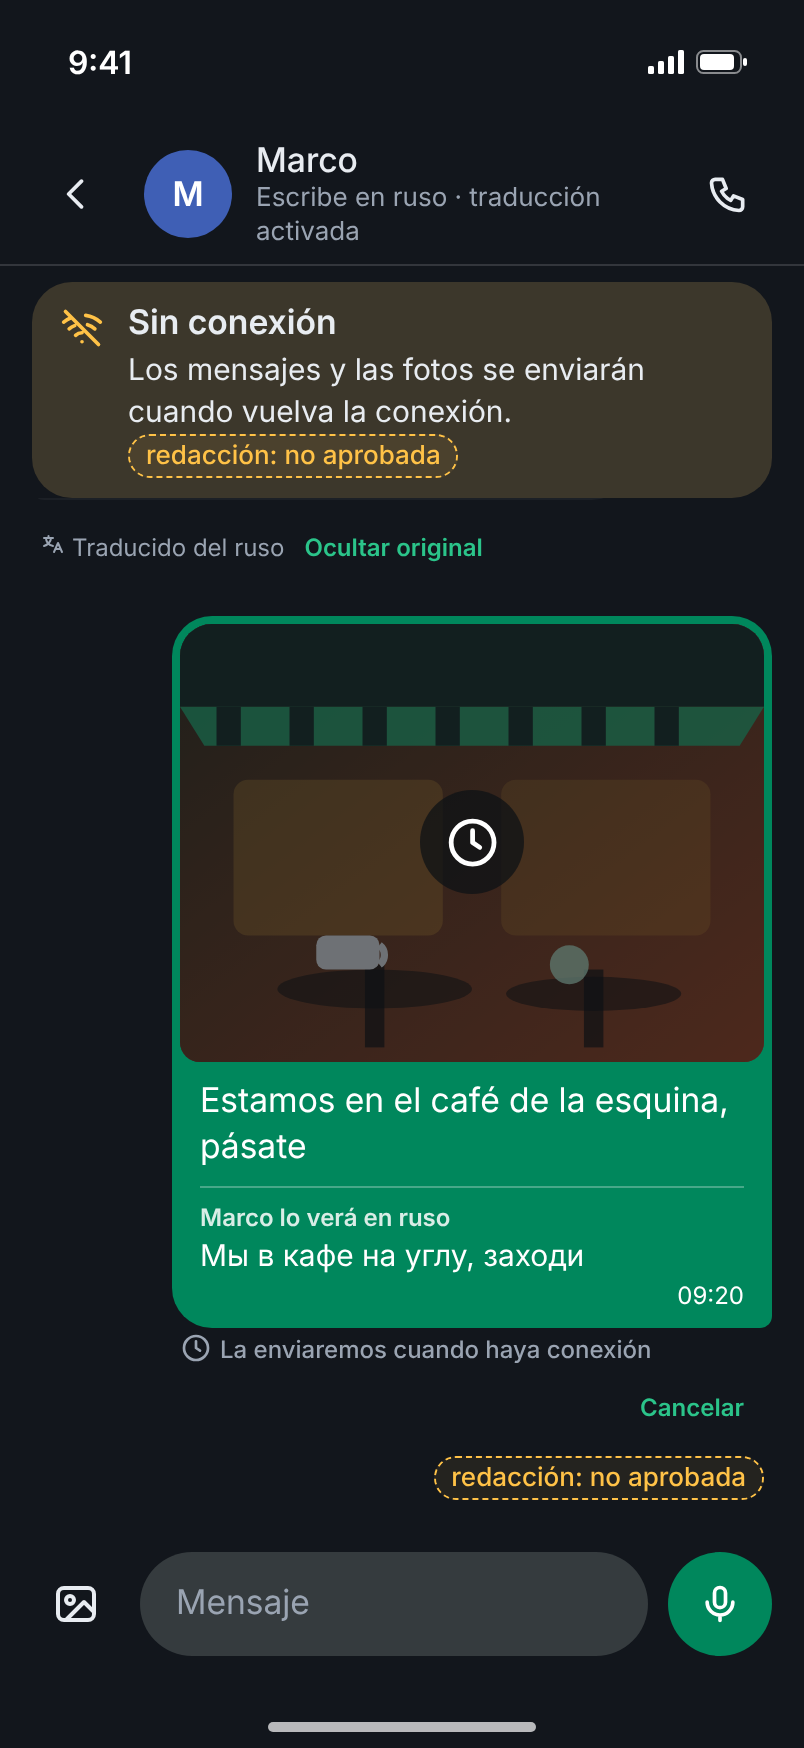 9:41
Marco
M
Escribe en ruso · traducción
activada
Sin conexión
Los mensajes y las fotos se enviarán
cuando vuelva la conexión.
redacción: no aprobada
Traducido del ruso Ocultar original
Estamos en el café de la esquina,
pásate
Marco lo verá en ruso
Мы в кафе на углу, заходи
09:20
La enviaremos cuando haya conexión
Cancelar
redacción: no aprobada
Mensaje